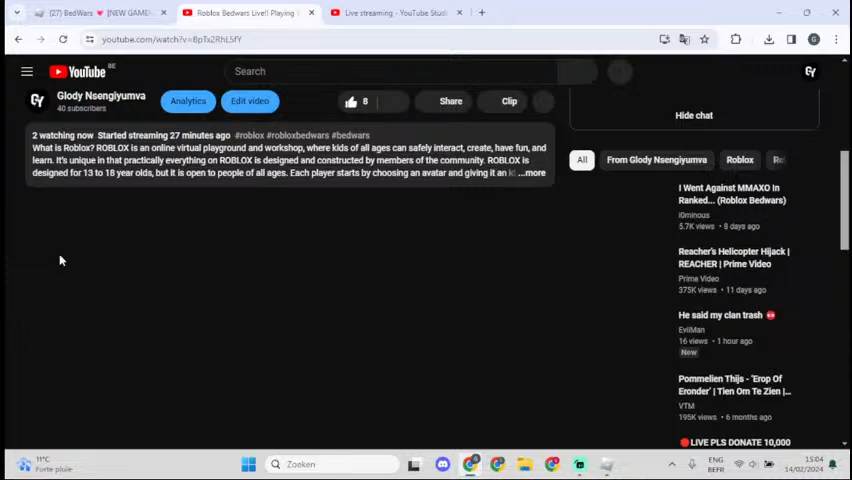 (27) BedWars 💗 [NEW GAME!
Roblox Bedwars Live!! Playing
Live streaming - YouTube Studi
youtube.com/watch?v=BpTx2RhL5fY
YouTube BE
Search
Glody Nsengiyumva
40 subscribers
Analytics
Edit video
8
Share
Clip
Hide chat
2 watching now Started streaming 27 minutes ago #roblox #robloxbedwars #bedwars
What is Roblox? ROBLOX is an online virtual playground and workshop, where kids of all ages can safely interact, create, have fun, and
learn. It's unique in that practically everything on ROBLOX is designed and constructed by members of the community. ROBLOX is
designed for 13 to 18 year olds, but it is open to people of all ages. Each player starts by choosing an avatar and giving it an id ...more
All
From Glody Nsengiyumva
Roblox
I Went Against MMAXO In
Ranked... (Roblox Bedwars)
i0minous
5.7K views • 8 days ago
Reacher's Helicopter Hijack |
REACHER | Prime Video
Prime Video
375K views • 11 days ago
He said my clan trash
EvilMan
16 views • 1 hour ago
New
Pommelien Thijs - 'Erop Of
Eronder' | Tien Om Te Zien |...
VTM
195K views • 6 months ago
🔴LIVE PLS DONATE 10,000
11°C
Forte pluie
Zoeken
ENG
BEFR
15:04
14/02/2024